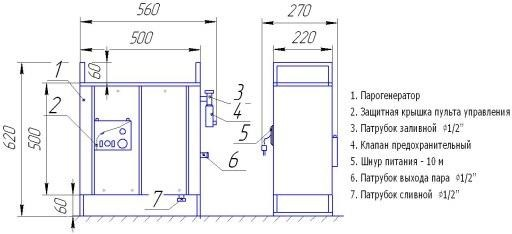 560
270
500
220
60
1
3
2
4
5
620
500
6
7
60
1. Парогенератор
2. Защитная крышка пульта управления
3. Патрубок заливной ф1/2"
4. Клапан предохранительный
5. Шнур питания - 10 м
6. Патрубок выхода пара ф1/2"
7. Патрубок сливной ф1/2"